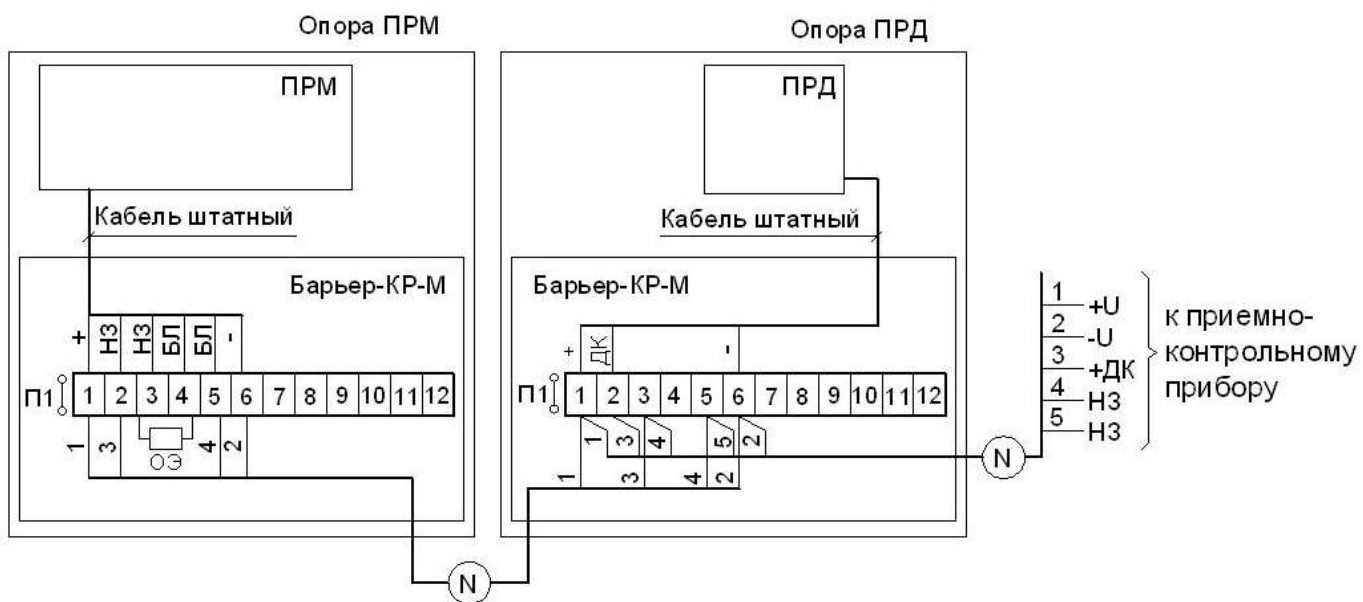 Опора ПРМ
Опора ПРД
ПРМ
ПРД
Кабель штатный
Кабель штатный
Барьер-КР-М
Барьер-КР-М
+ НЗ НЗ БЛ БЛ -
+ ДК -
П1 1 2 3 4 5 6 7 8 9 10 11 12
П1 1 2 3 4 5 6 7 8 9 10 11 12
1 3 ОЭ 4 2
1 3 4 5 2
1 3 4 2
N
N
1 +U
2 -U
3 +ДК
4 НЗ
5 НЗ
к приемно-
контрольному
прибору